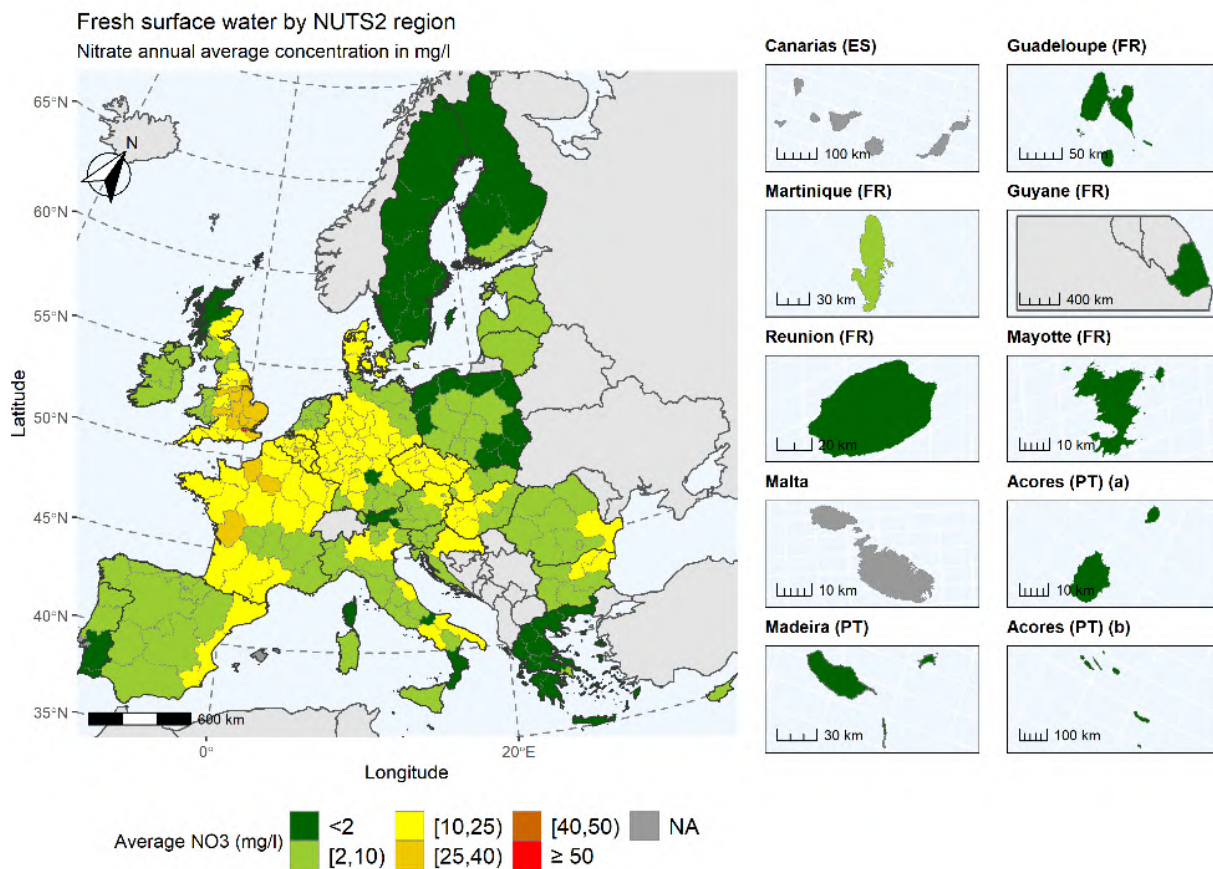 Fresh surface water by NUTS2 region
Nitrate annual average concentration in mg/l
65°N
60°N
55°N
50°N
45°N
40°N
35°N
Latitude
N
600 km
0°
20°E
Longitude
Canarias (ES)
100 km
Guadeloupe (FR)
50 km
Martinique (FR)
30 km
Guyane (FR)
400 km
Reunion (FR)
20 km
Mayotte (FR)
10 km
Malta
10 km
Acores (PT) (a)
10 km
Madeira (PT)
30 km
Acores (PT) (b)
100 km
Average NO3 (mg/l)
<2
[10,25)
[40,50)
NA
[2,10)
[25,40)
≥ 50